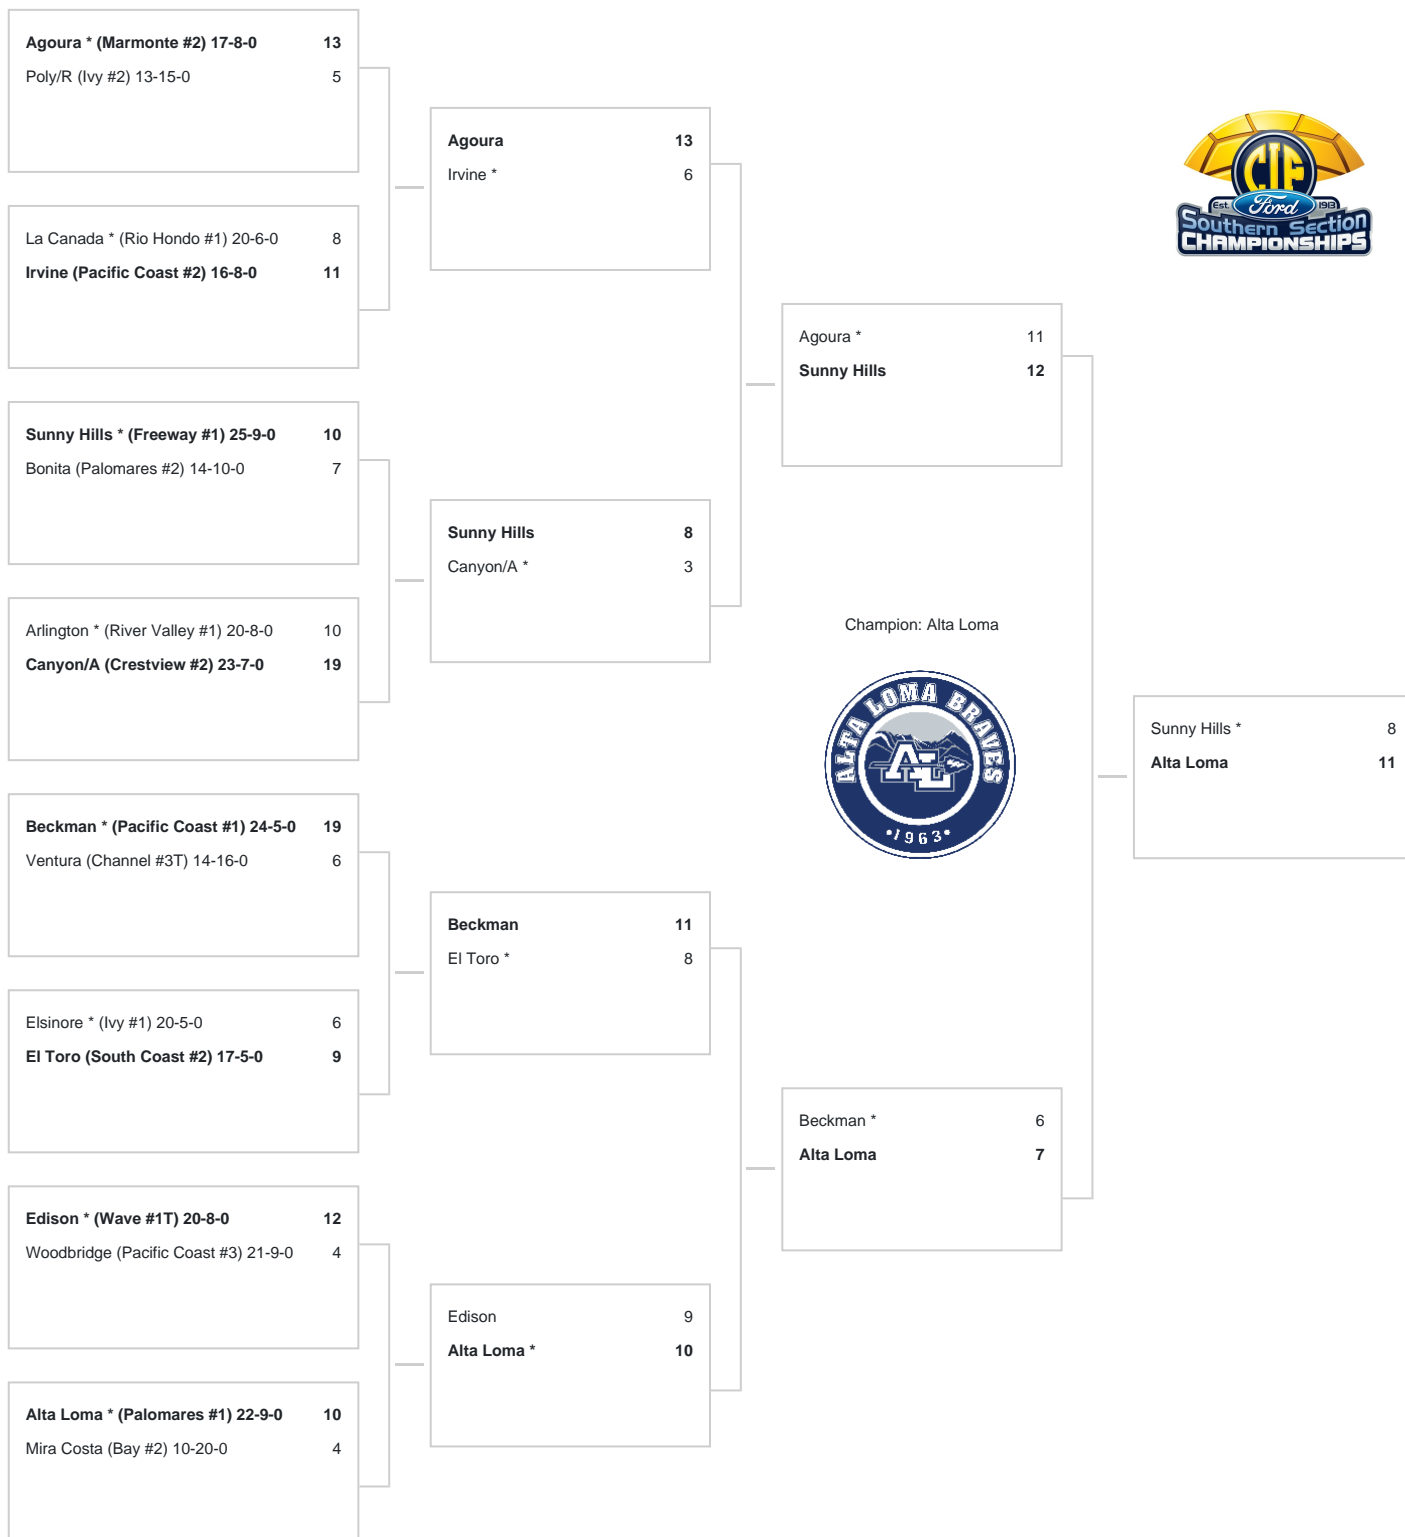 Agoura * (Marmonte #2) 17-8-0 13
Poly/R (Ivy #2) 13-15-0 5
La Canada * (Rio Hondo #1) 20-6-0 8
Irvine (Pacific Coast #2) 16-8-0 11
Sunny Hills * (Freeway #1) 25-9-0 10
Bonita (Palomares #2) 14-10-0 7
Arlington * (River Valley #1) 20-8-0 10
Canyon/A (Crestview #2) 23-7-0 19
Beckman * (Pacific Coast #1) 24-5-0 19
Ventura (Channel #3T) 14-16-0 6
Elsinore * (Ivy #1) 20-5-0 6
El Toro (South Coast #2) 17-5-0 9
Edison * (Wave #1T) 20-8-0 12
Woodbridge (Pacific Coast #3) 21-9-0 4
Alta Loma * (Palomares #1) 22-9-0 10
Mira Costa (Bay #2) 10-20-0 4
Agoura 13
Irvine * 6
Sunny Hills 8
Canyon/A * 3
Beckman 11
El Toro * 8
Edison 9
Alta Loma * 10
Agoura * 11
Sunny Hills 12
Champion: Alta Loma
ALTA LOMA BRAVES
AL
•1963•
Beckman * 6
Alta Loma 7
CIF
Est. Ford 1913
Southern Section
CHAMPIONSHIPS
Sunny Hills * 8
Alta Loma 11